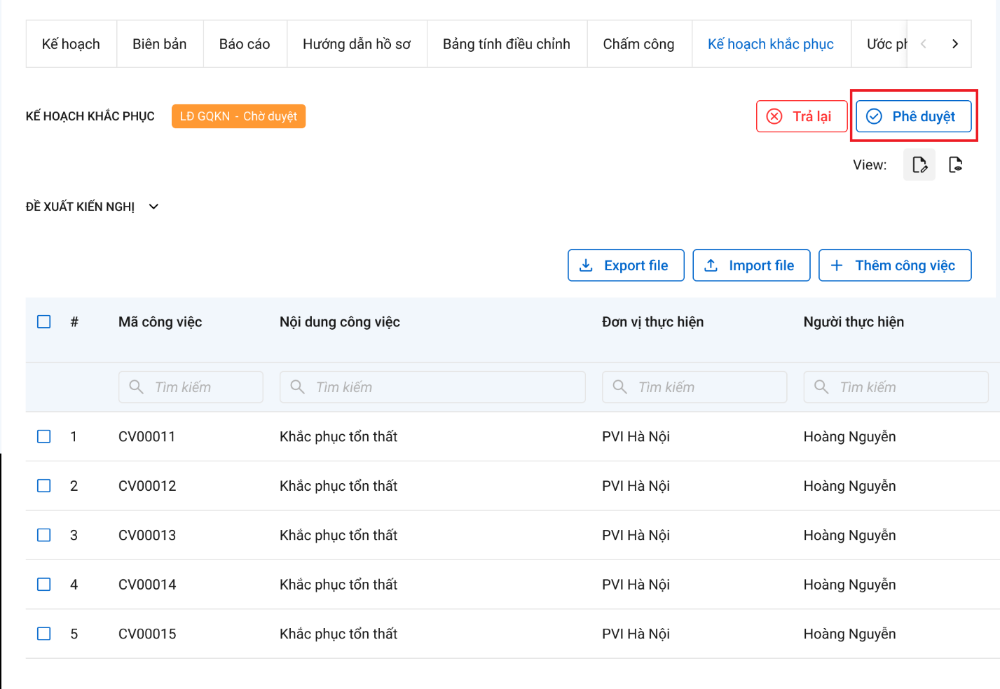 Kế hoạch Biên bản Báo cáo Hướng dẫn hồ sơ Bảng tính điều chỉnh Chấm công Kế hoạch khắc phục Ước
KẾ HOẠCH KHẮC PHỤC LĐ GQKN - Chờ duyệt Trả lại Phê duyệt
View:
ĐỀ XUẤT KIẾN NGHỊ
Export file Import file Thêm công việc
# Mã công việc Nội dung công việc Đơn vị thực hiện Người thực hiện
Tìm kiếm Tìm kiếm Tìm kiếm Tìm kiếm
1 CV00011 Khắc phục tổn thất PVI Hà Nội Hoàng Nguyễn
2 CV00012 Khắc phục tổn thất PVI Hà Nội Hoàng Nguyễn
3 CV00013 Khắc phục tổn thất PVI Hà Nội Hoàng Nguyễn
4 CV00014 Khắc phục tổn thất PVI Hà Nội Hoàng Nguyễn
5 CV00015 Khắc phục tổn thất PVI Hà Nội Hoàng Nguyễn